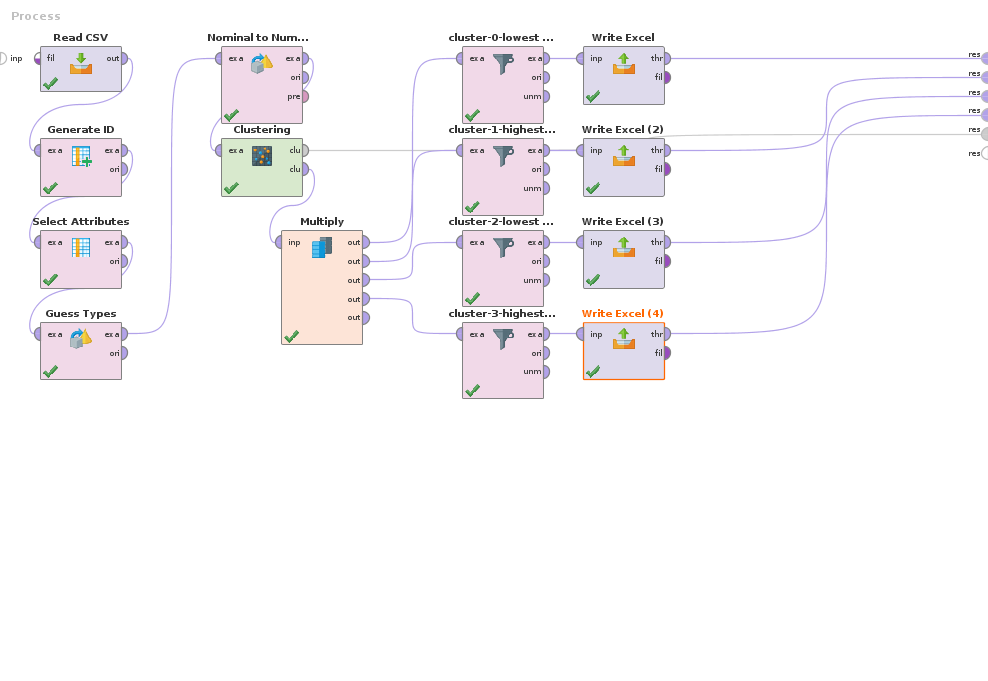 Process
inp
Read CSV
fil
out
Generate ID
exa
exa
ori
Select Attributes
exa
exa
ori
Guess Types
exa
exa
ori
Nominal to Num...
exa
exa
ori
pre
Clustering
exa
clu
clu
Multiply
inp
out
out
out
out
out
cluster-0-lowest ...
exa
exa
ori
unm
cluster-1-highest...
exa
exa
ori
unm
cluster-2-lowest ...
exa
exa
ori
unm
cluster-3-highest...
exa
exa
ori
unm
Write Excel
inp
thr
fil
Write Excel (2)
inp
thr
fil
Write Excel (3)
inp
thr
fil
Write Excel (4)
inp
thr
fil
res
res
res
res
res
res